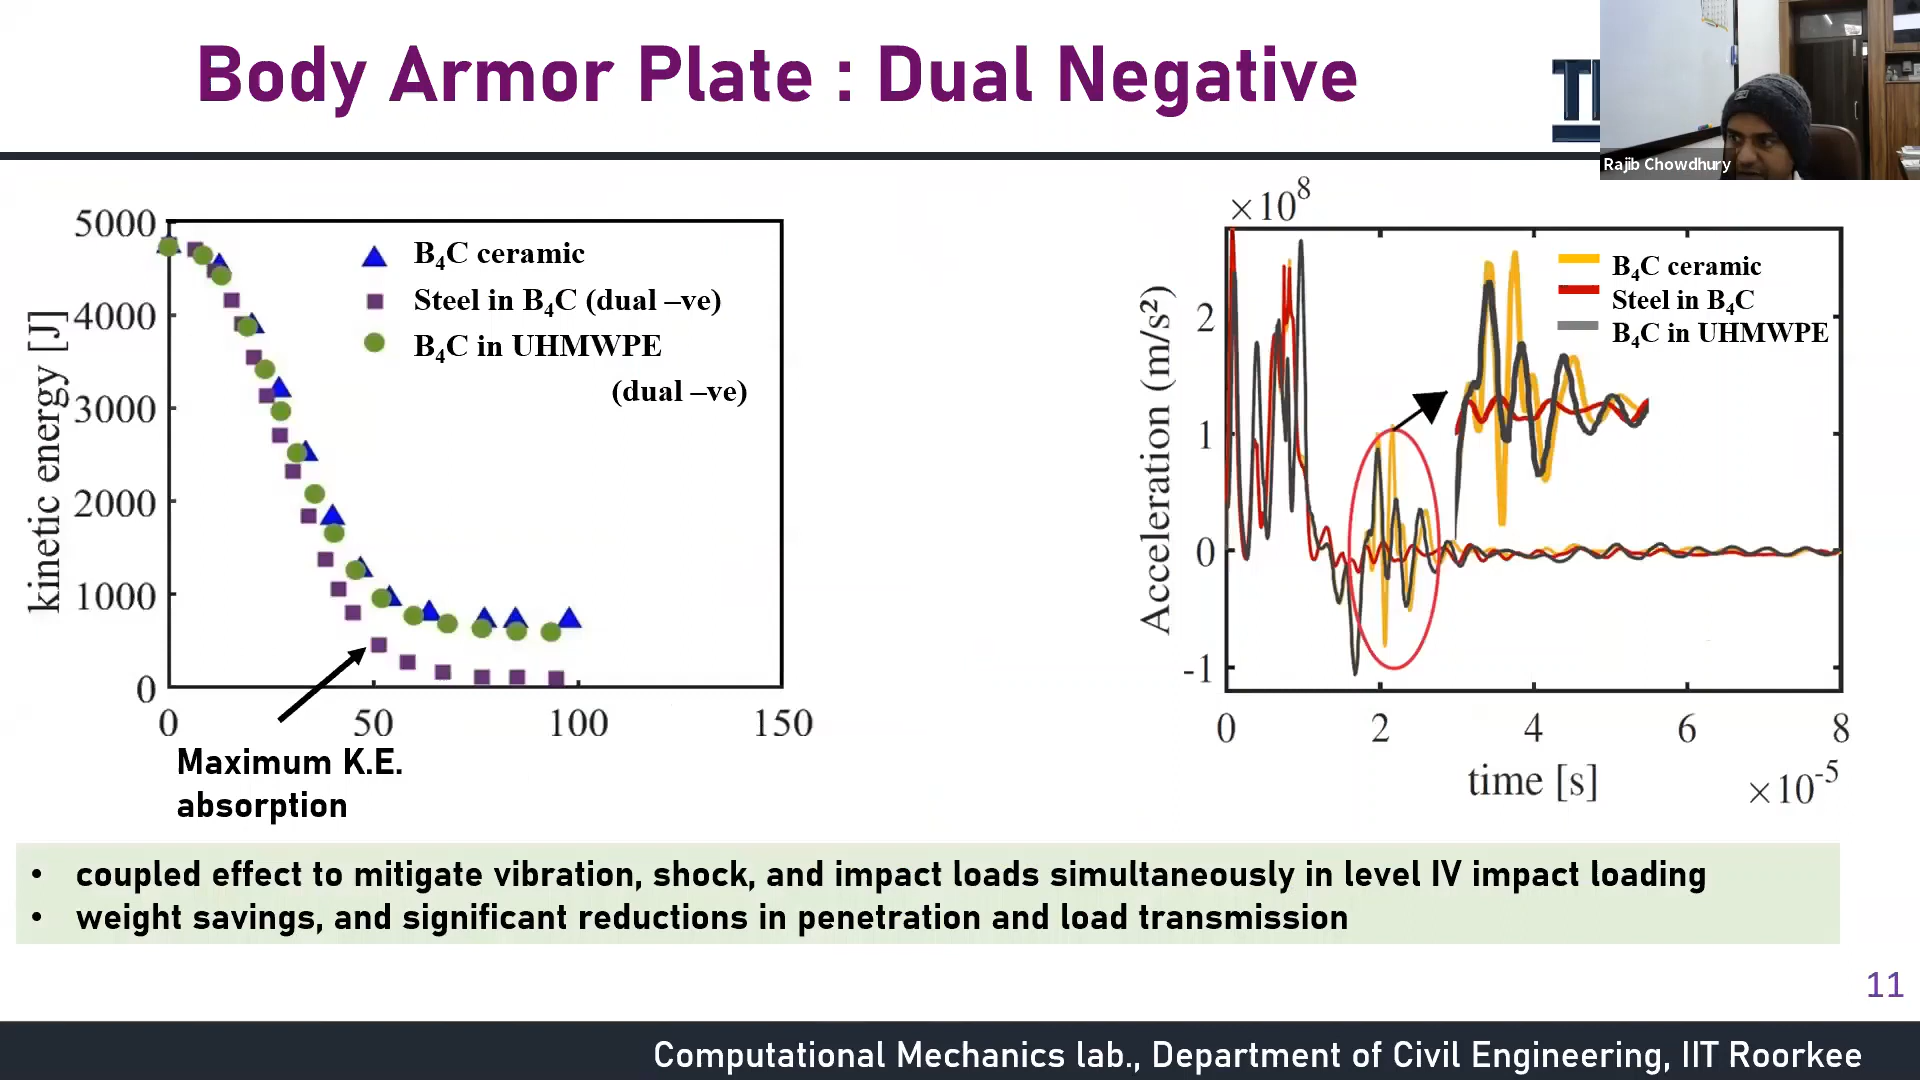 Body Armor Plate : Dual Negative
Rajib Chowdhury
5000
4000
3000
2000
1000
0
kinetic energy [J]
B₄C ceramic
Steel in B₄C (dual –ve)
B₄C in UHMWPE
(dual –ve)
0 50 100 150
Maximum K.E.
absorption
×10⁸
2
1
0
-1
Acceleration (m/s²)
B₄C ceramic
Steel in B₄C
B₄C in UHMWPE
0 2 4 6 8
time [s]
×10⁻⁵
• coupled effect to mitigate vibration, shock, and impact loads simultaneously in level IV impact loading
• weight savings, and significant reductions in penetration and load transmission
11
Computational Mechanics lab., Department of Civil Engineering, IIT Roorkee